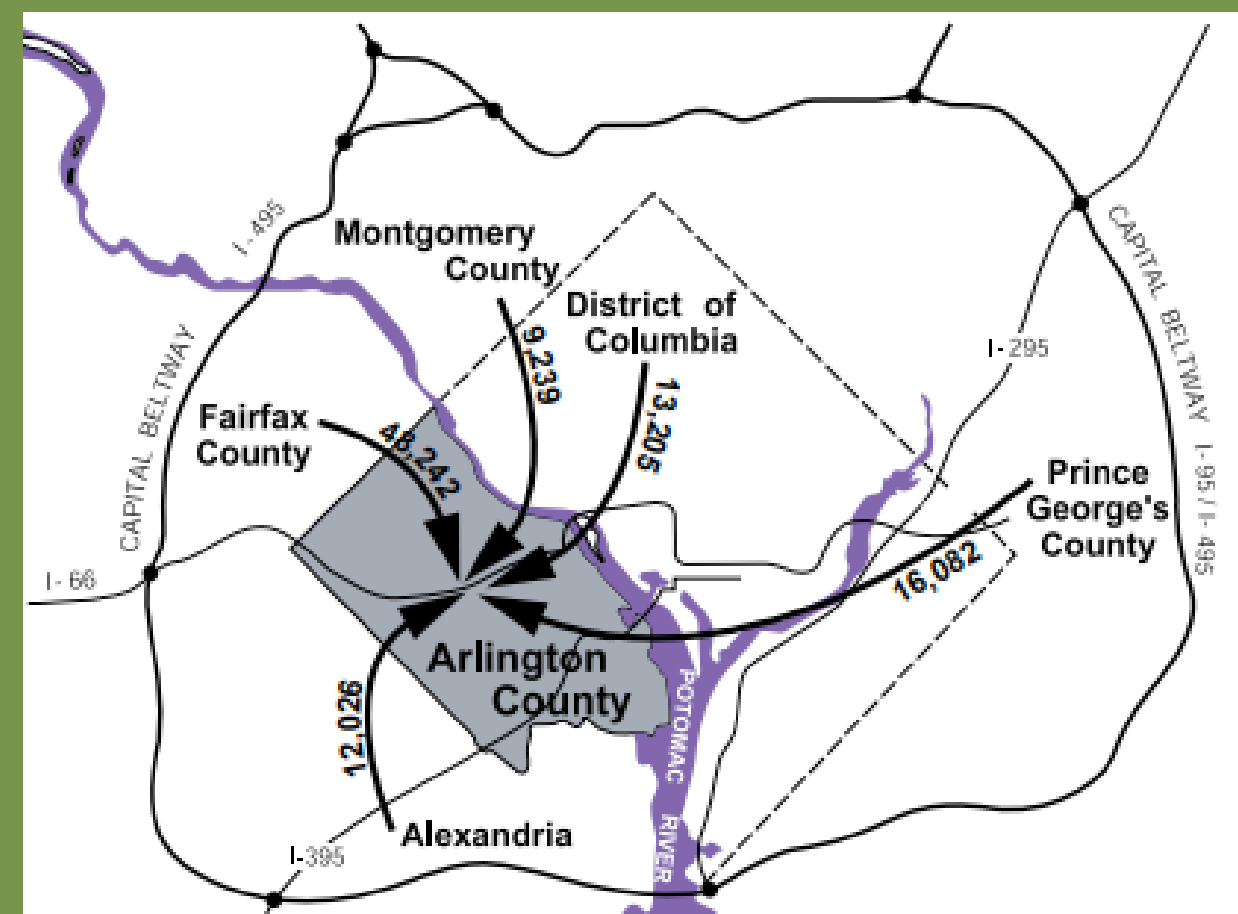 I-495
Montgomery
County
District of
Columbia
9,239
13,205
CAPITAL BELTWAY
Fairfax
County
48,242
I-295
CAPITAL BELTWAY I-95 / I-495
Prince
George's
County
16,082
I-66
Arlington
County
12,026
POTOMAC RIVER
Alexandria
I-395